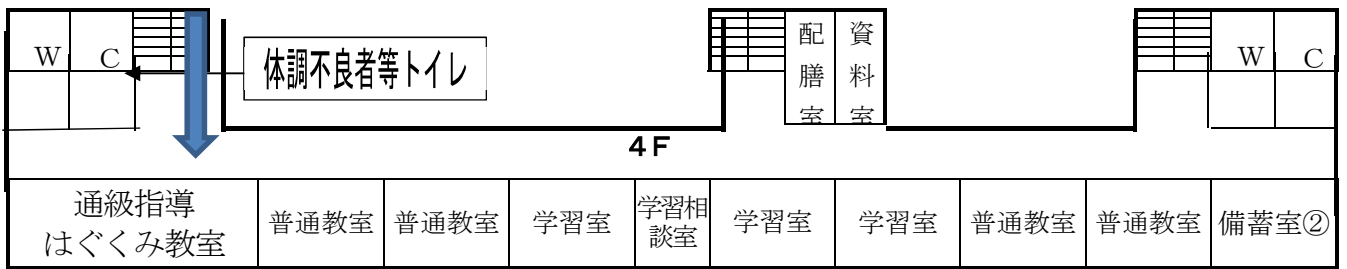 W C
体調不良者等トイレ
配膳室
資料室
W C
4F
通級指導
はぐくみ教室
普通教室
普通教室
学習室
学習相
談室
学習室
学習室
普通教室
普通教室
備蓄室②